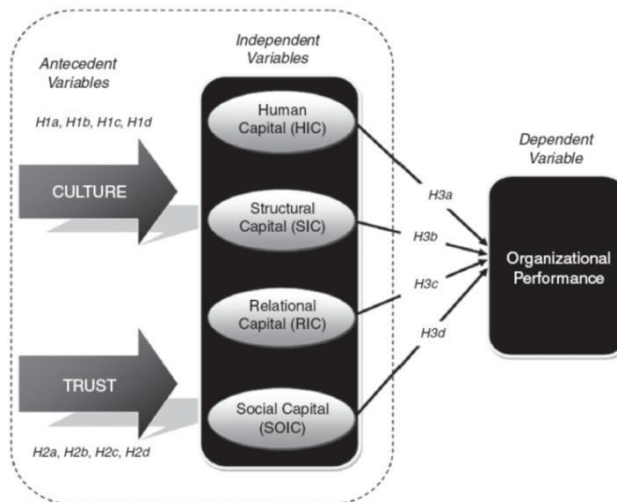 Antecedent
Variables
H1a, H1b, H1c, H1d
CULTURE
TRUST
H2a, H2b, H2c, H2d
Independent
Variables
Human
Capital (HIC)
Structural
Capital (SIC)
Relational
Capital (RIC)
Social Capital
(SOIC)
H3a
H3b
H3c
H3d
Dependent
Variable
Organizational
Performance